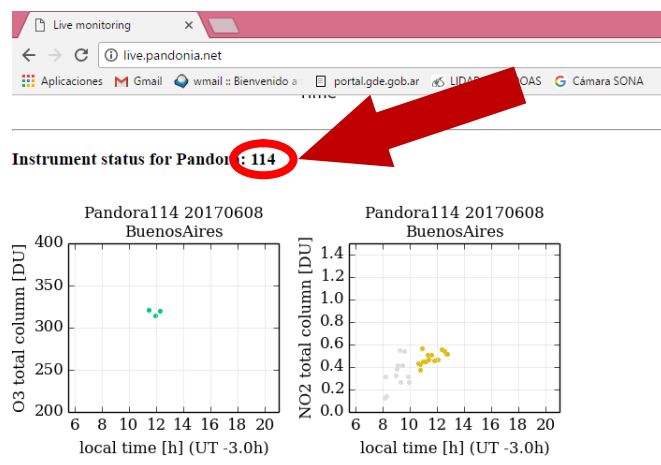 Live monitoring
live.pandonia.net
Aplicaciones
Gmail
wmail :: Bienvenido a
portal.gde.gob.ar
LIDAR
OAS
Cámara SONA
Instrument status for Pandora: 114
Pandora114 20170608
BuenosAires
O3 total column [DU]
400
350
300
250
200
6 8 10 12 14 16 18 20
local time [h] (UT -3.0h)
Pandora114 20170608
BuenosAires
NO2 total column [DU]
1.4
1.2
1.0
0.8
0.6
0.4
0.2
0.0
6 8 10 12 14 16 18 20
local time [h] (UT -3.0h)